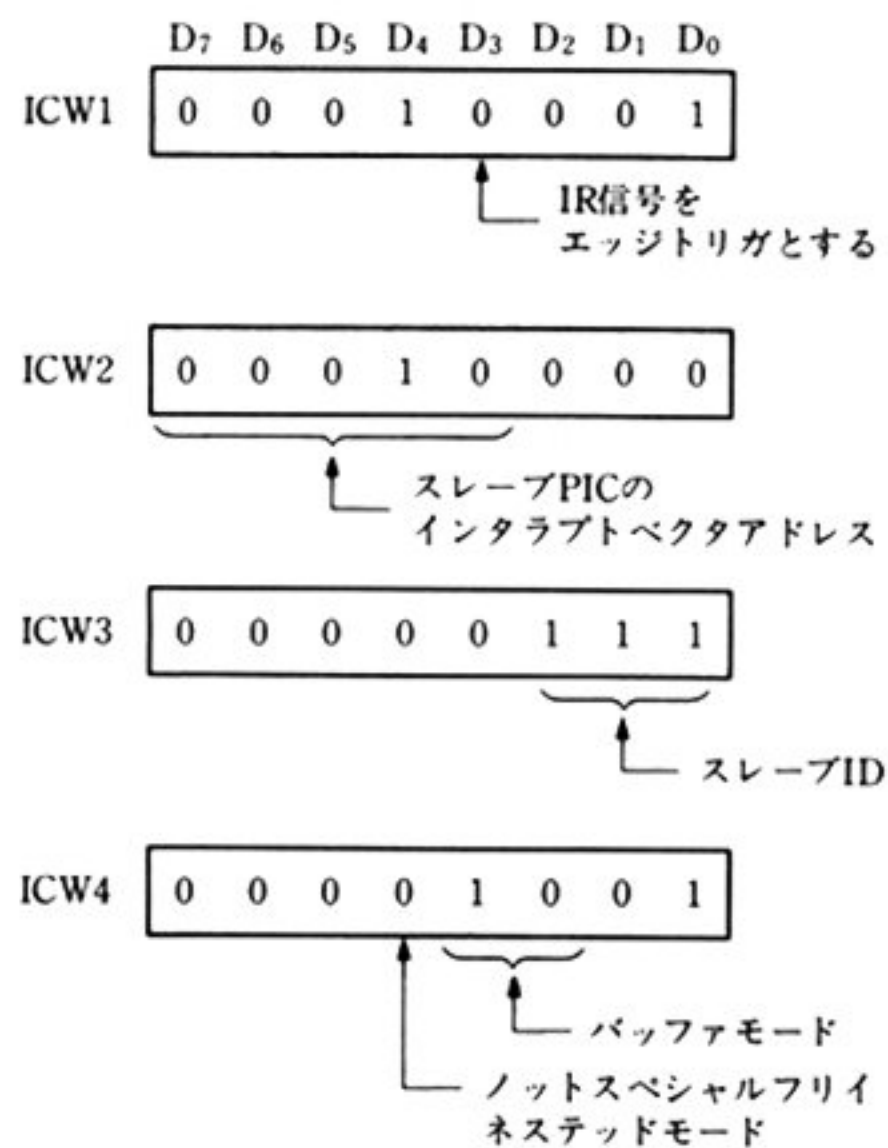 D7 D6 D5 D4 D3 D2 D1 D0
ICW1 0 0 0 1 0 0 0 1
IR信号を
エッジトリガとする
ICW2 0 0 0 1 0 0 0 0
スレーブPICの
インタラプトベクタアドレス
ICW3 0 0 0 0 0 1 1 1
スレーブID
ICW4 0 0 0 0 1 0 0 1
バッファモード
ノットスペシャルフリイ
ネステッドモード